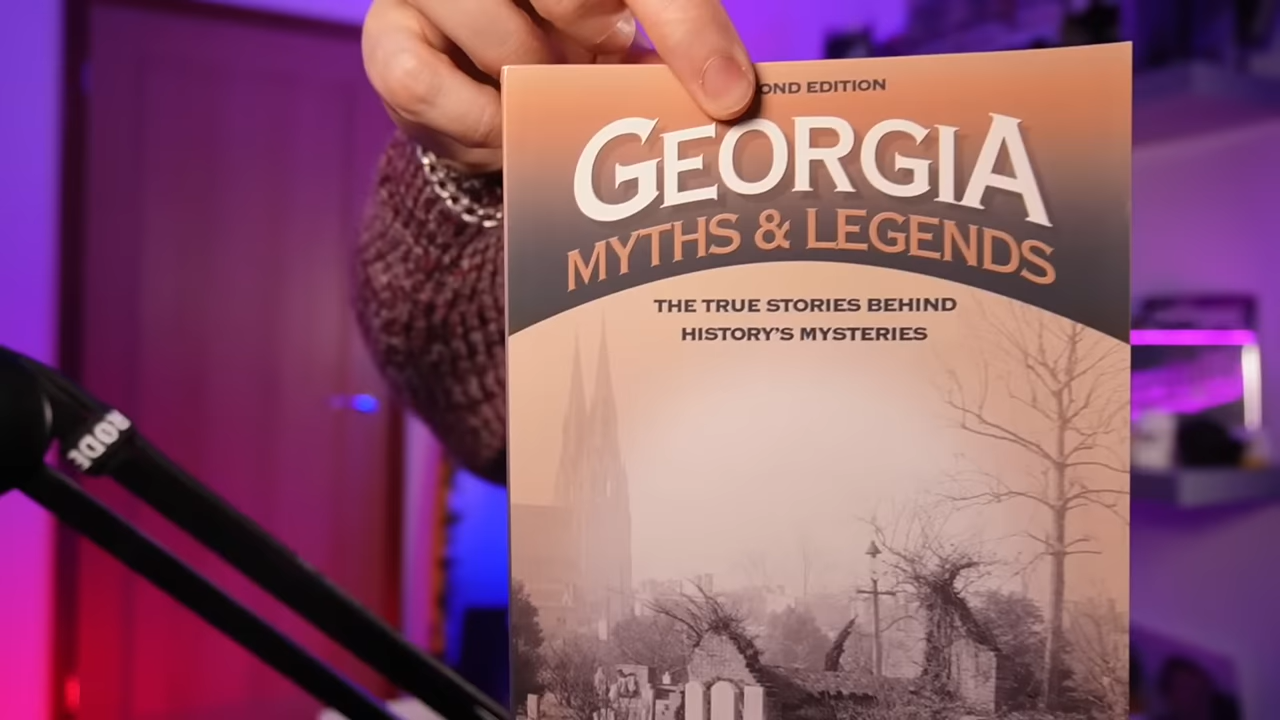 OND EDITION
GEORGIA
MYTHS & LEGENDS
THE TRUE STORIES BEHIND
HISTORY'S MYSTERIES
RODE